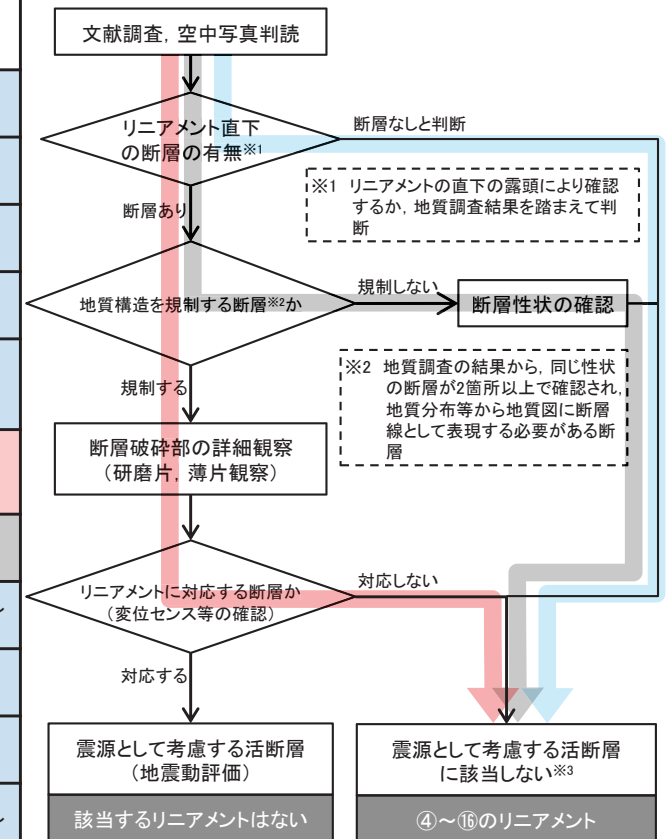 文献調査，空中写真判読
リニアメント直下
の断層の有無※1
断層なしと判断
※1 リニアメントの直下の露頭により確認
するか，地質調査結果を踏まえて判
断
断層あり
地質構造を規制する断層※2か
規制しない
断層性状の確認
※2 地質調査の結果から，同じ性状
の断層が2箇所以上で確認され，
地質分布等から地質図に断層
線として表現する必要がある断
層
規制する
断層破砕部の詳細観察
（研磨片，薄片観察）
リニアメントに対応する断層か
（変位センス等の確認）
対応しない
対応する
震源として考慮する活断層
（地震動評価）
該当するリニアメントはない
震源として考慮する活断層
に該当しない※3
④～⑯のリニアメント